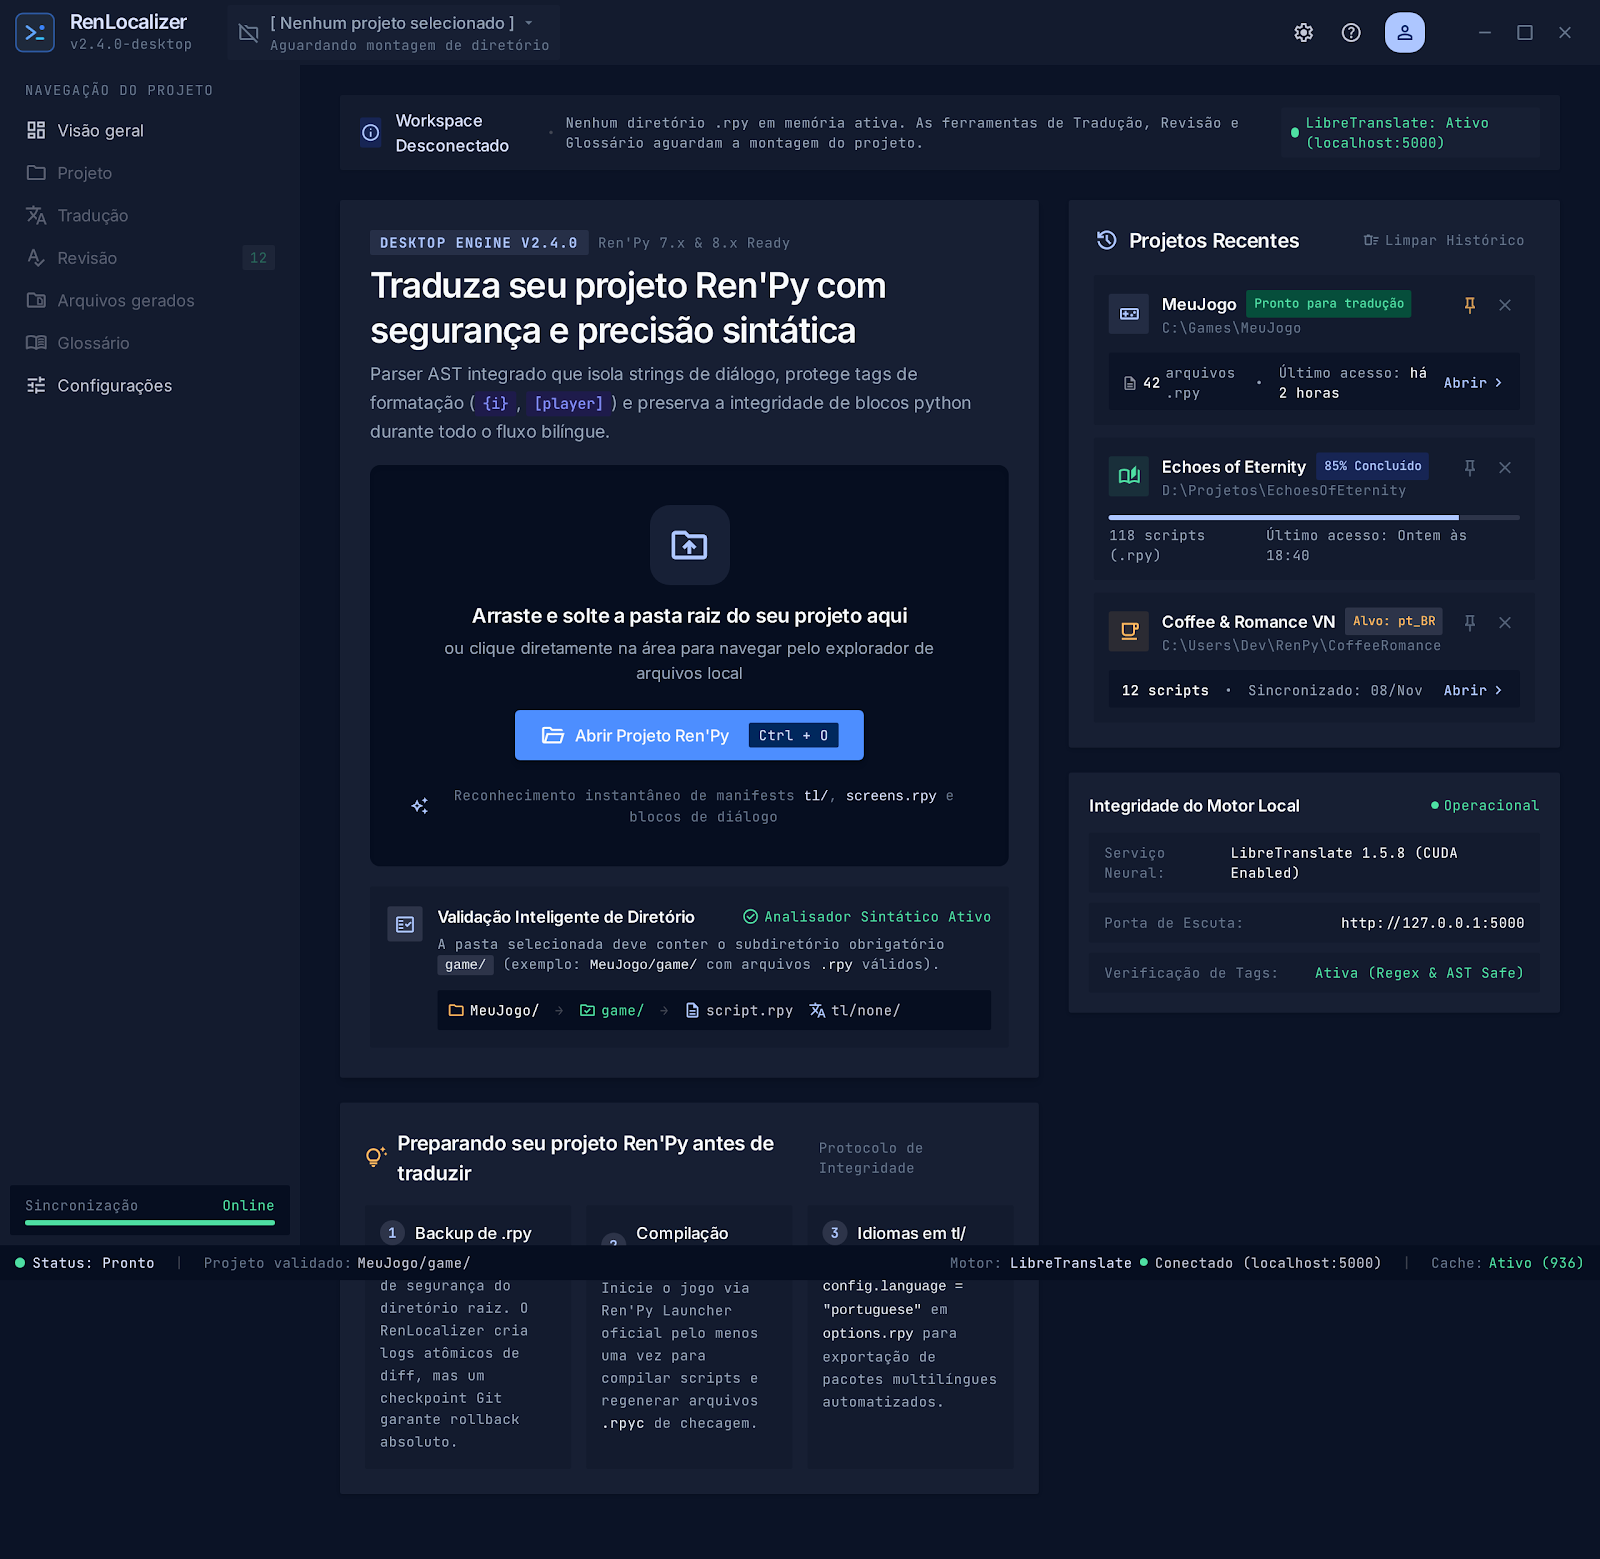 RenLocalizer
v2.4.0-desktop
[ Nenhum projeto selecionado ]
Aguardando montagem de diretório
NAVEGAÇÃO DO PROJETO
Visão geral
Projeto
Tradução
Revisão 12
Arquivos gerados
Glossário
Configurações
Sincronização Online
Workspace
Desconectado
•
Nenhum diretório .rpy em memória ativa. As ferramentas de Tradução, Revisão e
Glossário aguardam a montagem do projeto.
LibreTranslate: Ativo
(localhost:5000)
DESKTOP ENGINE V2.4.0 Ren'Py 7.x & 8.x Ready
Traduza seu projeto Ren'Py com
segurança e precisão sintática
Parser AST integrado que isola strings de diálogo, protege tags de
formatação ( {i} , [player] ) e preserva a integridade de blocos python
durante todo o fluxo bilíngue.
Arraste e solte a pasta raiz do seu projeto aqui
ou clique diretamente na área para navegar pelo explorador de
arquivos local
Abrir Projeto Ren'Py Ctrl + O
Reconhecimento instantâneo de manifests tl/, screens.rpy e
blocos de diálogo
Validação Inteligente de Diretório Analisador Sintático Ativo
A pasta selecionada deve conter o subdiretório obrigatório
game/ (exemplo: MeuJogo/game/ com arquivos .rpy válidos).
MeuJogo/ → game/ → script.rpy tl/none/
Preparando seu projeto Ren'Py antes de
traduzir
Protocolo de
Integridade
1 Backup de .rpy
de segurança do
diretório raiz. O
RenLocalizer cria
logs atômicos de
diff, mas um
checkpoint Git
garante rollback
absoluto.
2 Compilação
Inicie o jogo via
Ren'Py Launcher
oficial pelo menos
uma vez para
compilar scripts e
regenerar arquivos
.rpyc de checagem.
3 Idiomas em tl/
config.language =
"portuguese" em
options.rpy para
exportação de
pacotes multilíngues
automatizados.
Projetos Recentes Limpar Histórico
MeuJogo Pronto para tradução
C:\Games\MeuJogo
42 arquivos
.rpy
• Último acesso: há
2 horas
Abrir
Echoes of Eternity 85% Concluído
D:\Projetos\EchoesOfEternity
118 scripts
(.rpy)
Último acesso: Ontem às
18:40
Coffee & Romance VN Alvo: pt_BR
C:\Users\Dev\RenPy\CoffeeRomance
12 scripts • Sincronizado: 08/Nov Abrir
Integridade do Motor Local Operacional
Serviço
Neural:
LibreTranslate 1.5.8 (CUDA
Enabled)
Porta de Escuta: http://127.0.0.1:5000
Verificação de Tags: Ativa (Regex & AST Safe)
Status: Pronto | Projeto validado: MeuJogo/game/
Motor: LibreTranslate Conectado (localhost:5000) | Cache: Ativo (936)